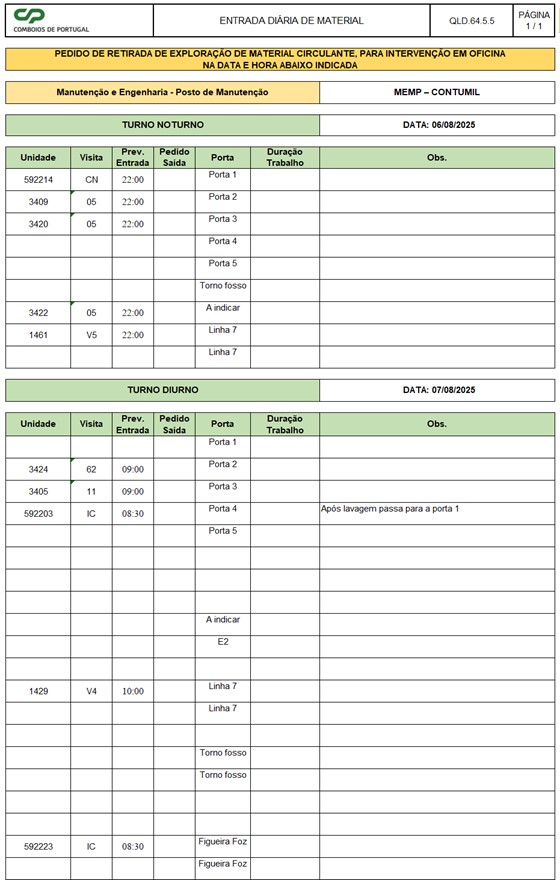 CP
COMBOIOS DE PORTUGAL
ENTRADA DIÁRIA DE MATERIAL
QLD.64.5.5
PÁGINA
1 / 1
PEDIDO DE RETIRADA DE EXPLORAÇÃO DE MATERIAL CIRCULANTE, PARA INTERVENÇÃO EM OFICINA
NA DATA E HORA ABAIXO INDICADA
Manutenção e Engenharia - Posto de Manutenção MEMP – CONTUMIL
TURNO NOTURNO DATA: 06/08/2025
Unidade Visita Prev. Entrada Pedido Saída Porta Duração Trabalho Obs.
592214 CN 22:00 Porta 1
3409 05 22:00 Porta 2
3420 05 22:00 Porta 3
Porta 4
Porta 5
Torno fosso
3422 05 22:00 A indicar
1461 V5 22:00 Linha 7
Linha 7
TURNO DIURNO DATA: 07/08/2025
Unidade Visita Prev. Entrada Pedido Saída Porta Duração Trabalho Obs.
Porta 1
3424 62 09:00 Porta 2
3405 11 09:00 Porta 3
592203 IC 08:30 Porta 4 Após lavagem passa para a porta 1
Porta 5
A indicar
E2
1429 V4 10:00 Linha 7
Linha 7
Torno fosso
Torno fosso
592223 IC 08:30 Figueira Foz
Figueira Foz